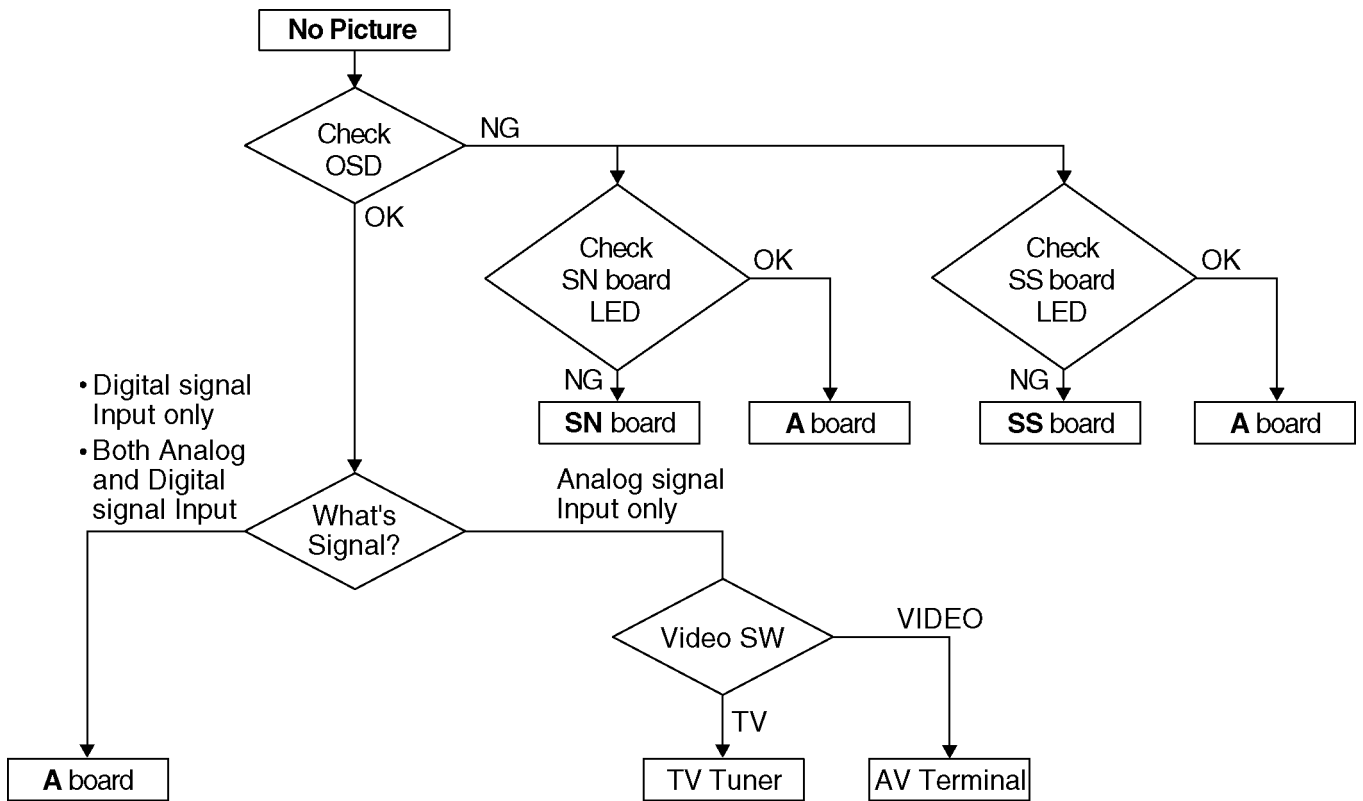 No Picture
Check
OSD
NG
OK
Check
SN board
LED
OK
NG
SN board
A board
Check
SS board
LED
OK
NG
SS board
A board
• Digital signal
Input only
• Both Analog
and Digital
signal Input
What's
Signal?
Analog signal
Input only
Video SW
VIDEO
TV
A board
TV Tuner
AV Terminal